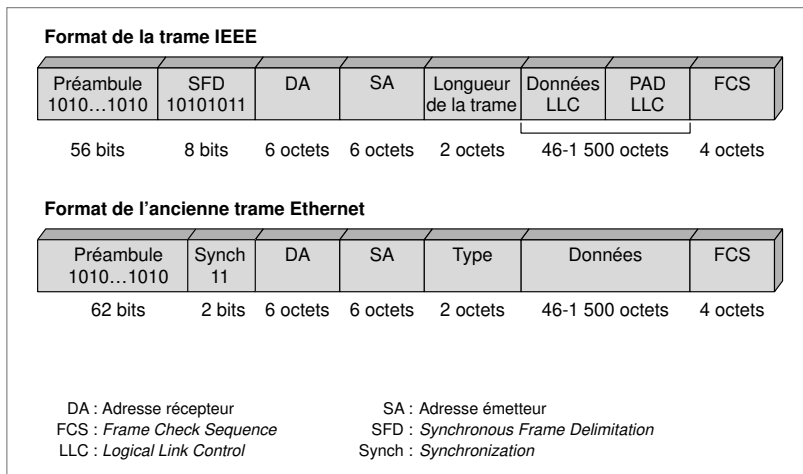 Format de la trame IEEE
Préambule SFD DA SA Longueur Données PAD FCS
1010…1010 10101011 de la trame LLC LLC
56 bits 8 bits 6 octets 6 octets 2 octets 46-1 500 octets 4 octets
Format de l'ancienne trame Ethernet
Préambule Synch DA SA Type Données FCS
1010…1010 11
62 bits 2 bits 6 octets 6 octets 2 octets 46-1 500 octets 4 octets
DA : Adresse récepteur SA : Adresse émetteur
FCS : Frame Check Sequence SFD : Synchronous Frame Delimitation
LLC : Logical Link Control Synch : Synchronization